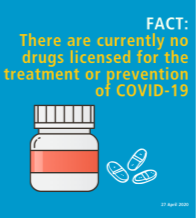 FACT:
There are currently no
drugs licensed for the
treatment or prevention
of COVID-19
27 April 2020